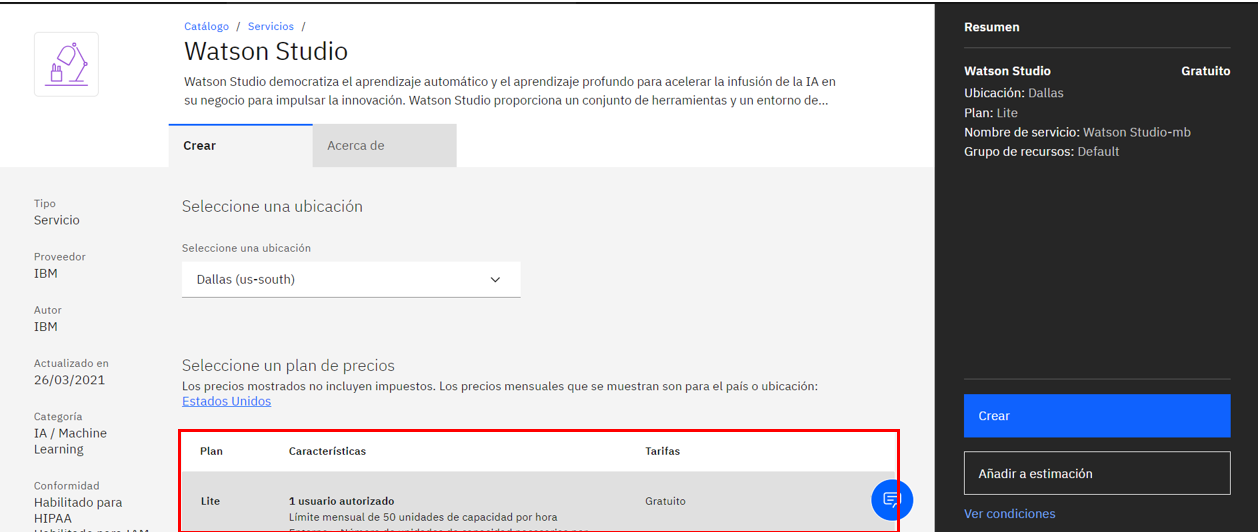 Catálogo / Servicios /
Watson Studio
Watson Studio democratiza el aprendizaje automático y el aprendizaje profundo para acelerar la infusión de la IA en
su negocio para impulsar la innovación. Watson Studio proporciona un conjunto de herramientas y un entorno de...
Crear
Acerca de
Tipo
Servicio
Proveedor
IBM
Autor
IBM
Actualizado en
26/03/2021
Categoría
IA / Machine
Learning
Conformidad
Habilitado para
HIPAA
Habilitado para IAM
Seleccione una ubicación
Seleccione una ubicación
Dallas (us-south)
Seleccione un plan de precios
Los precios mostrados no incluyen impuestos. Los precios mensuales que se muestran son para el país o ubicación:
Estados Unidos
Plan Características Tarifas
Lite 1 usuario autorizado Gratuito
Límite mensual de 50 unidades de capacidad por hora
Resumen
Watson Studio Gratuito
Ubicación: Dallas
Plan: Lite
Nombre de servicio: Watson Studio-mb
Grupo de recursos: Default
Crear
Añadir a estimación
Ver condiciones